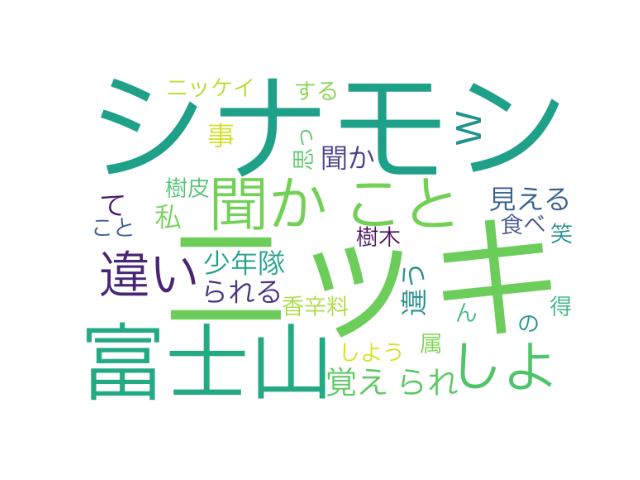 シナモン
ニッケイ
する
W
事
思っ
聞か
樹皮
聞か こと
見える
て
私
こと
食べ
笑
樹木
ニッキ
違い
少年隊
られる
違う
香辛料
ん
の
得
富士山
しよう
属
しよ
覚え られ